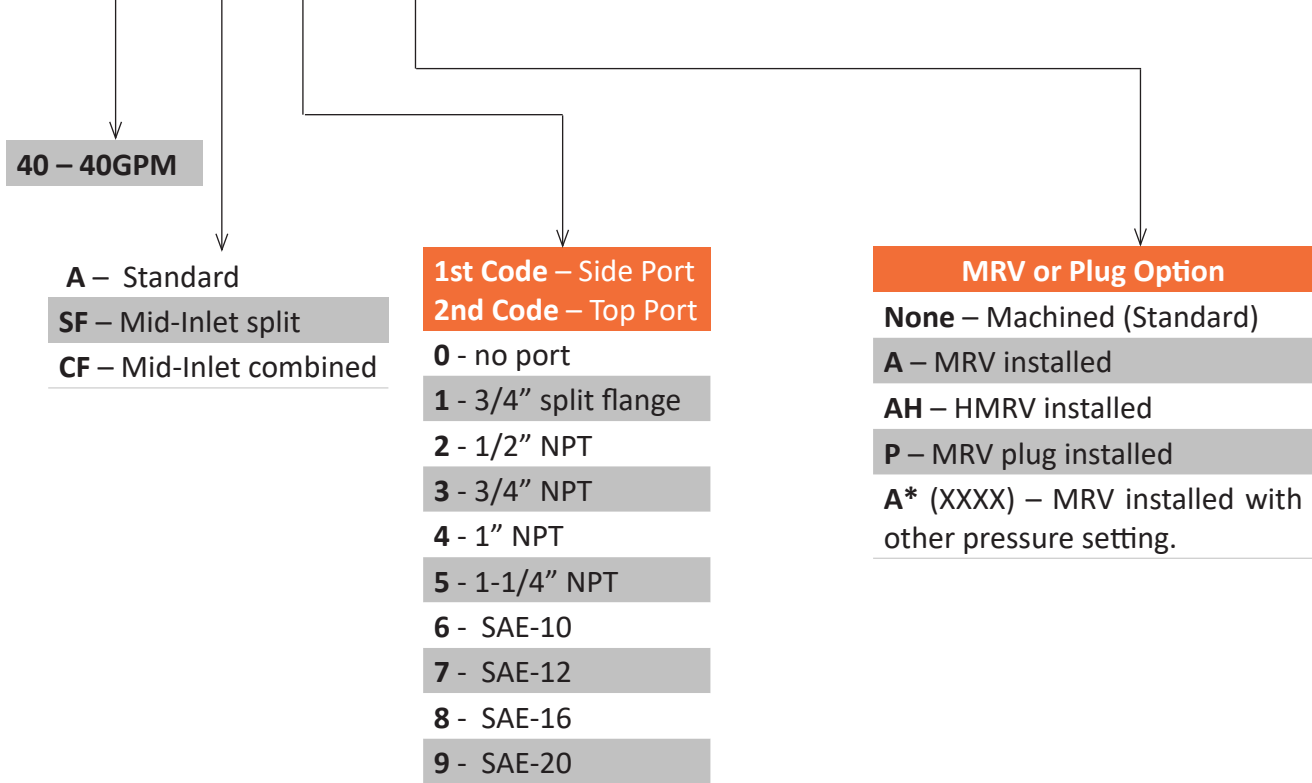 40 – 40GPM
A – Standard
SF – Mid-Inlet split
CF – Mid-Inlet combined
1st Code – Side Port
2nd Code – Top Port
0 - no port
1 - 3/4” split flange
2 - 1/2” NPT
3 - 3/4” NPT
4 - 1” NPT
5 - 1-1/4” NPT
6 - SAE-10
7 - SAE-12
8 - SAE-16
9 - SAE-20
MRV or Plug Option
None – Machined (Standard)
A – MRV installed
AH – HMRV installed
P – MRV plug installed
A* (XXXX) – MRV installed with
other pressure setting.